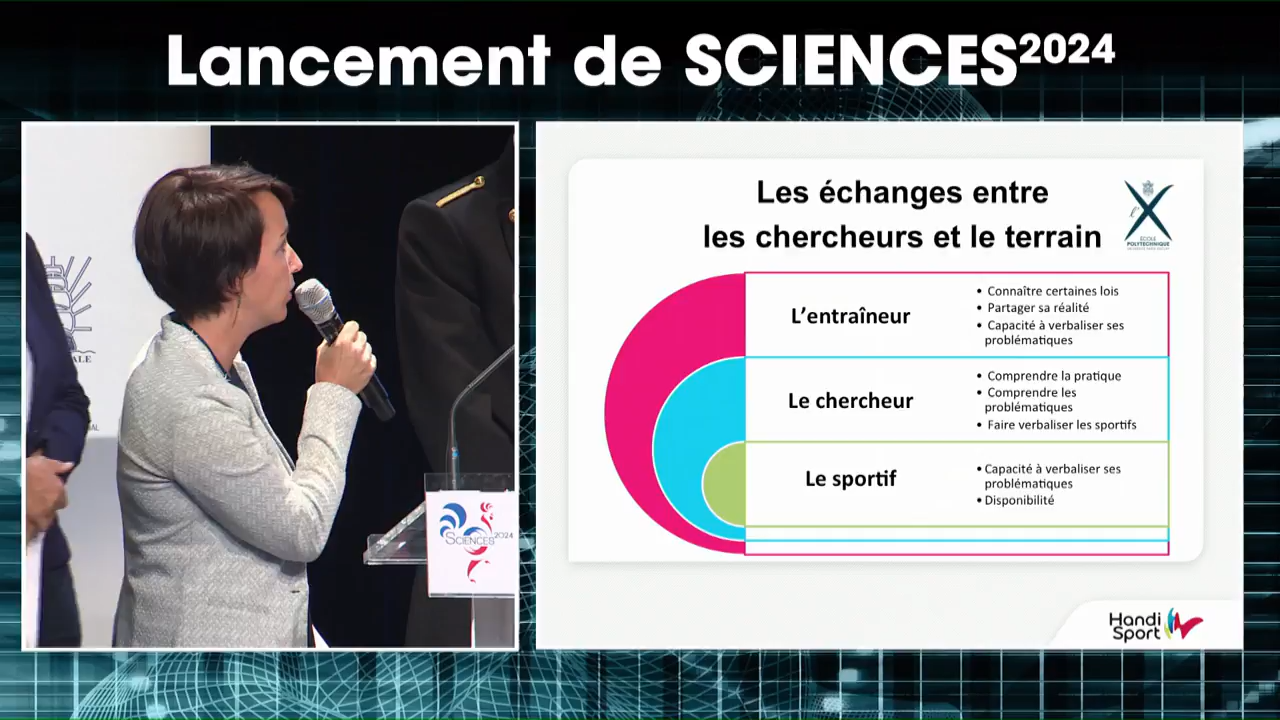 Lancement de SCIENCES²⁰²⁴
ALE
AL
SCIENCES2024
Les échanges entre
les chercheurs et le terrain
ÉCOLE
POLYTECHNIQUE
L'entraîneur
• Connaître certaines lois
• Partager sa réalité
• Capacité à verbaliser ses
problématiques
Le chercheur
• Comprendre la pratique
• Comprendre les
problématiques
• Faire verbaliser les sportifs
Le sportif
• Capacité à verbaliser ses
problématiques
• Disponibilité
Handi
Sport